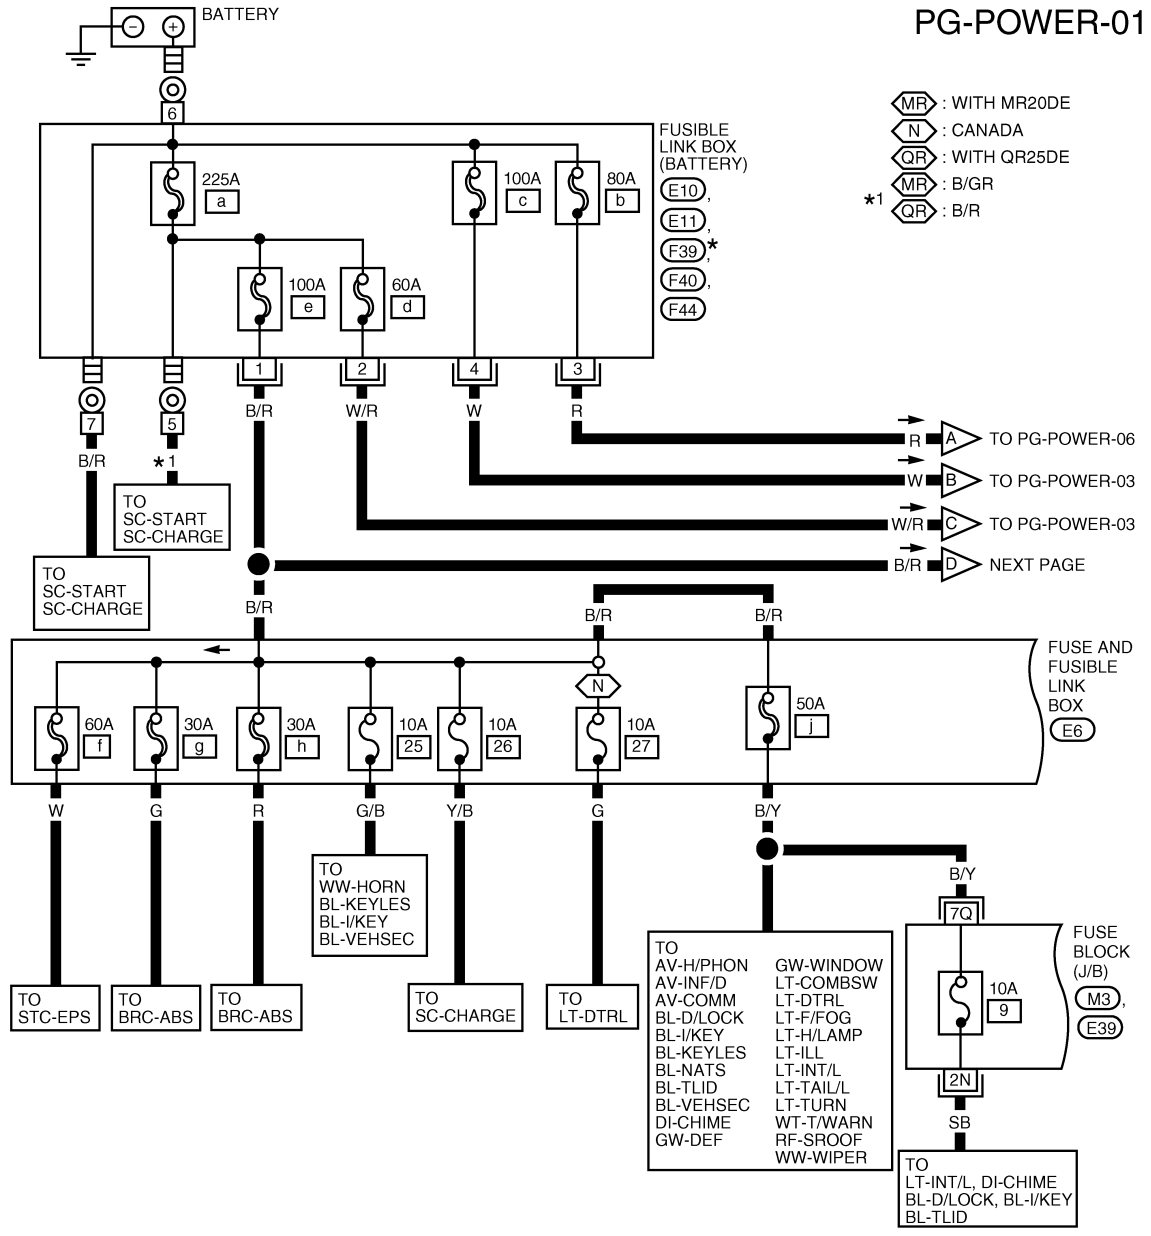 PG-POWER-01
BATTERY
−
+
6
MR : WITH MR20DE
N : CANADA
QR : WITH QR25DE
*1 MR : B/GR
QR : B/R
FUSIBLE
LINK BOX
(BATTERY)
E10,
E11,
F39,*
F40,
F44
225A
a
100A
c
80A
b
100A
e
60A
d
1
2
4
3
7
5
B/R
W/R
W
R
B/R
*1
R A TO PG-POWER-06
W B TO PG-POWER-03
W/R C TO PG-POWER-03
B/R D NEXT PAGE
TO
SC-START
SC-CHARGE
TO
SC-START
SC-CHARGE
B/R
B/R
B/R
FUSE AND
FUSIBLE
LINK
BOX
E6
N
60A
f
30A
g
30A
h
10A
25
10A
26
10A
27
50A
j
W
G
R
G/B
Y/B
G
B/Y
TO
WW-HORN
BL-KEYLES
BL-I/KEY
BL-VEHSEC
B/Y
7Q
FUSE
BLOCK
(J/B)
M3,
E39
10A
9
2N
SB
TO
STC-EPS
TO
BRC-ABS
TO
BRC-ABS
TO
SC-CHARGE
TO
LT-DTRL
TO
AV-H/PHON
AV-INF/D
AV-COMM
BL-D/LOCK
BL-I/KEY
BL-KEYLES
BL-NATS
BL-TLID
BL-VEHSEC
DI-CHIME
GW-DEF
GW-WINDOW
LT-COMBSW
LT-DTRL
LT-F/FOG
LT-H/LAMP
LT-ILL
LT-INT/L
LT-TAIL/L
LT-TURN
WT-T/WARN
RF-SROOF
WW-WIPER
TO
LT-INT/L, DI-CHIME
BL-D/LOCK, BL-I/KEY
BL-TLID